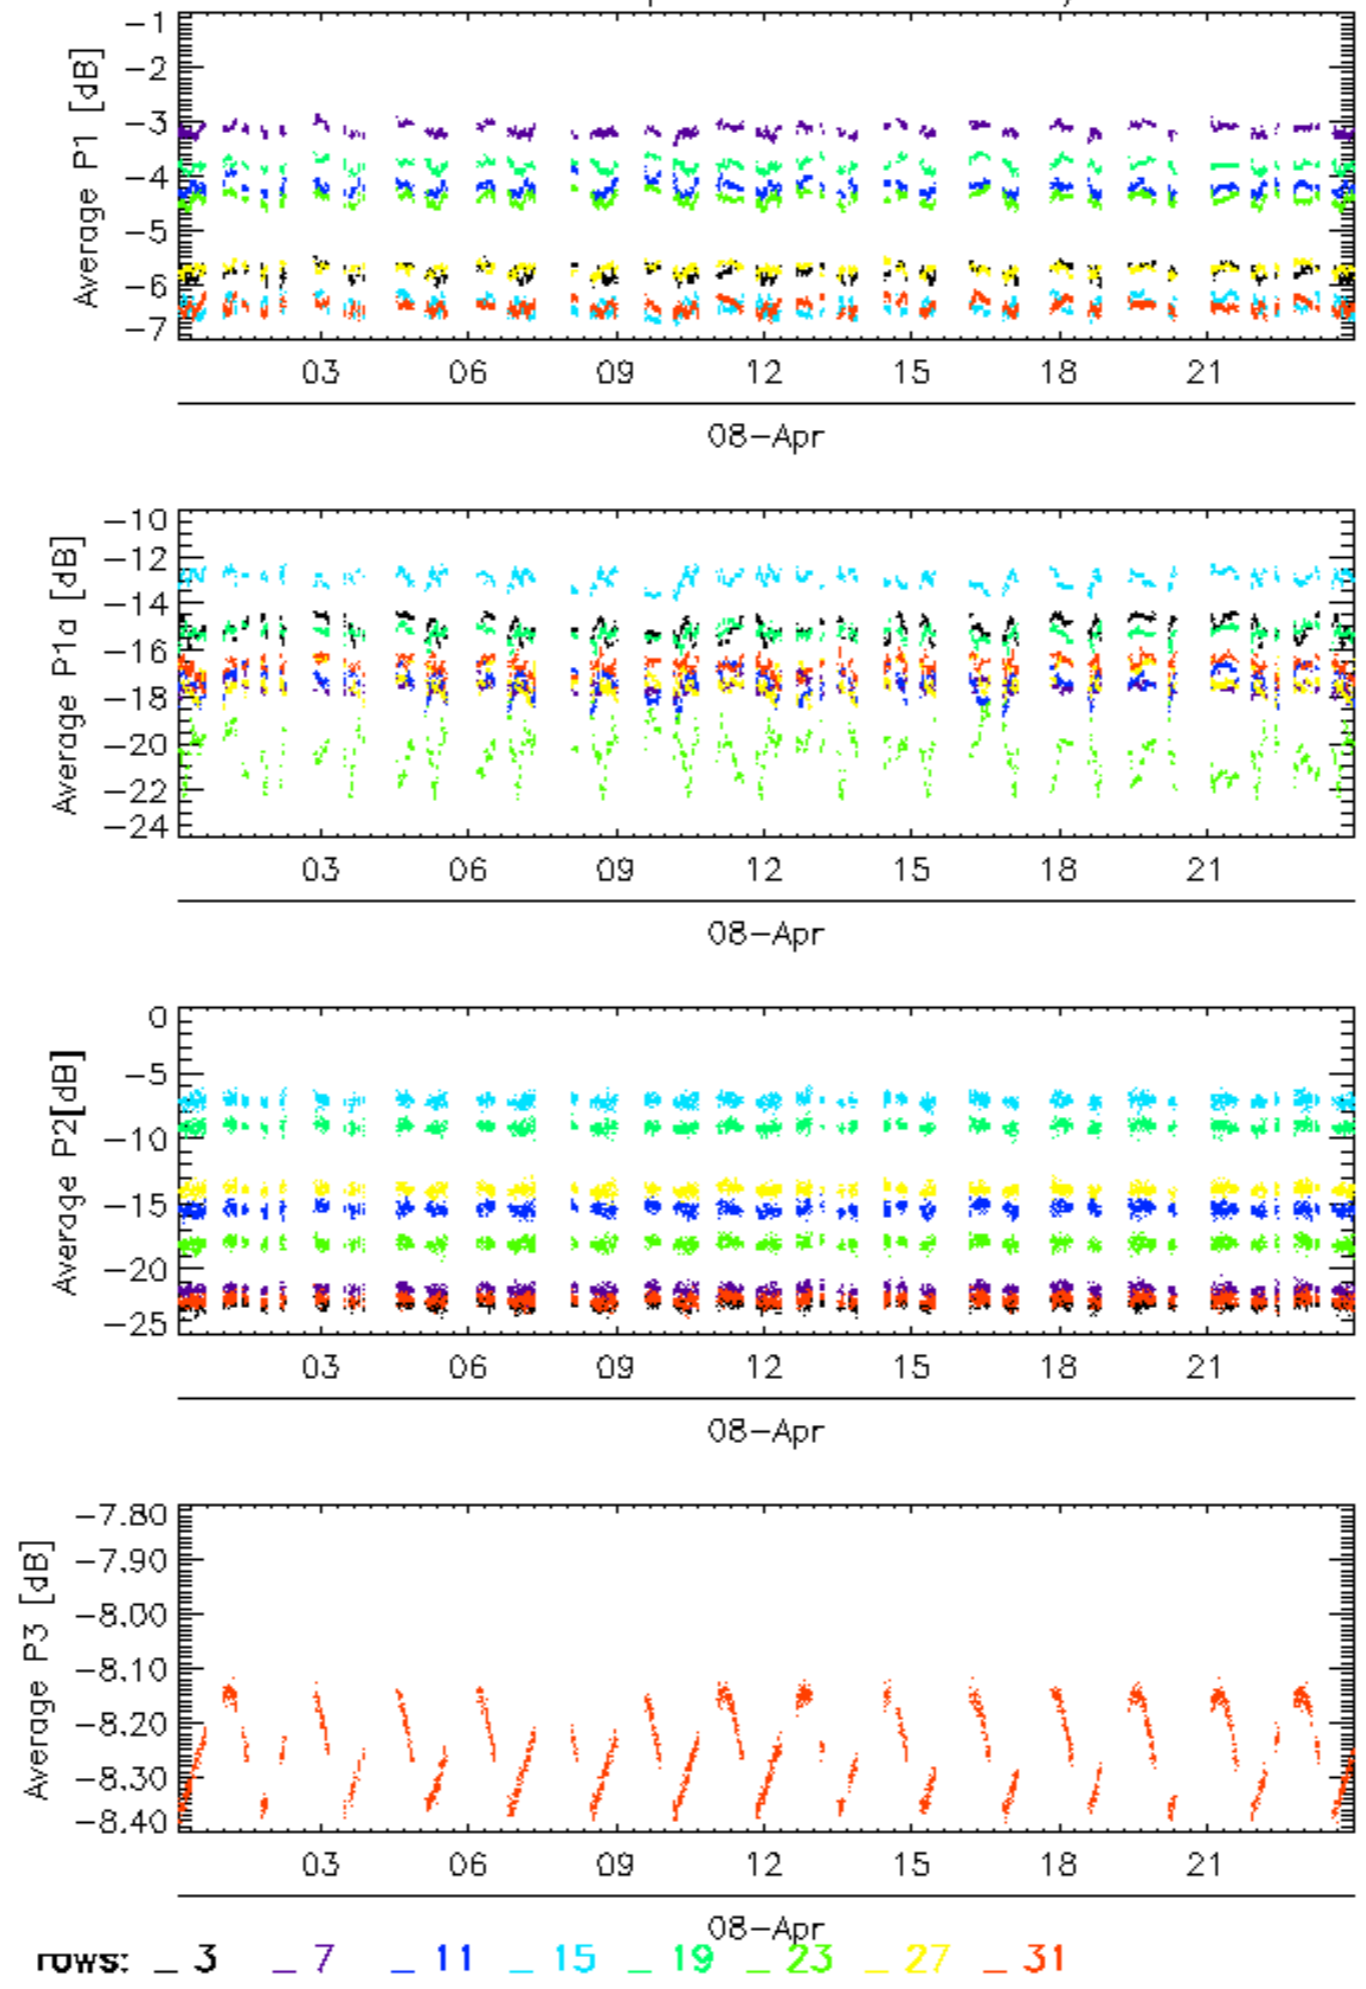 Average P1 [dB]
-1
-2
-3
-4
-5
-6
-7
03 06 09 12 15 18 21
08-Apr
Average P1a [dB]
-10
-12
-14
-16
-18
-20
-22
-24
03 06 09 12 15 18 21
08-Apr
Average P2[dB]
0
-5
-10
-15
-20
-25
03 06 09 12 15 18 21
08-Apr
Average P3 [dB]
-7.80
-7.90
-8.00
-8.10
-8.20
-8.30
-8.40
03 06 09 12 15 18 21
08-Apr
rows: _ 3 _ 7 _ 11 _ 15 _ 19 _ 23 _ 27 _ 31